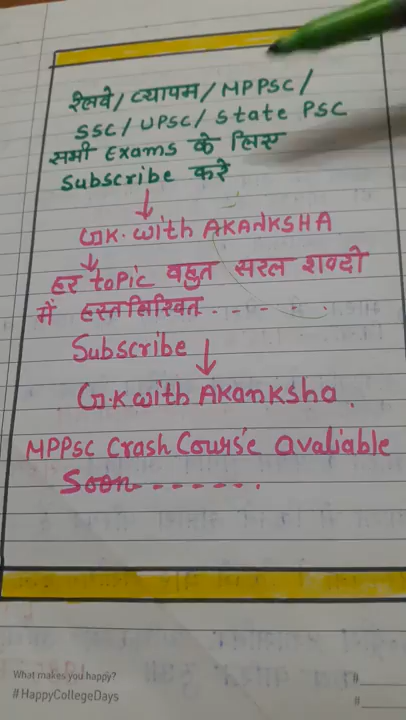 रेलवे/ व्यापम/ MPPSC/
SSC/ UPSC/ State PSC
सभी Exams के लिए
Subscribe करे
G.K. with AKANKSHA
हर topic बहुत सरल शब्दो
में हस्तलिखित.----.
Subscribe
G.K with Akanksha.
MPPSC Crash Course avaliable
Soon-------.
What makes you happy?
#HappyCollegeDays
#
#